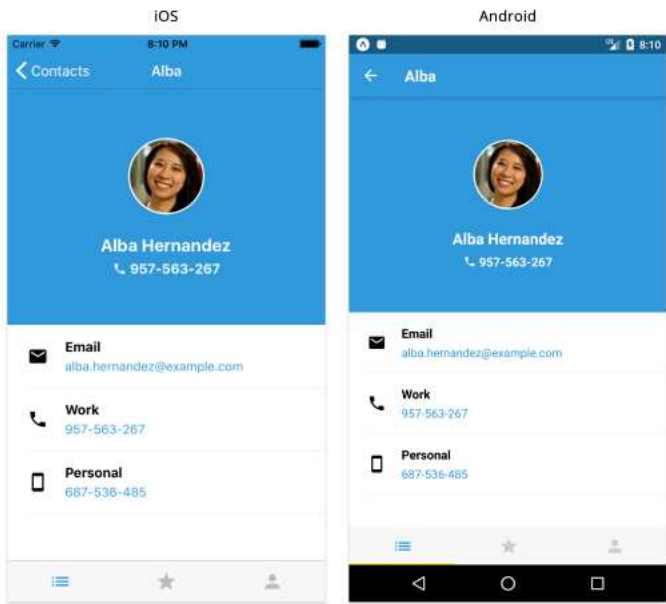 iOS
Carrier 8:10 PM
Contacts Alba
Alba Hernandez
957-563-267
Email
alba.hernandez@example.com
Work
957-563-267
Personal
687-536-485
Android
8:10
Alba
Alba Hernandez
957-563-267
Email
alba.hernandez@example.com
Work
957-563-267
Personal
687-536-485